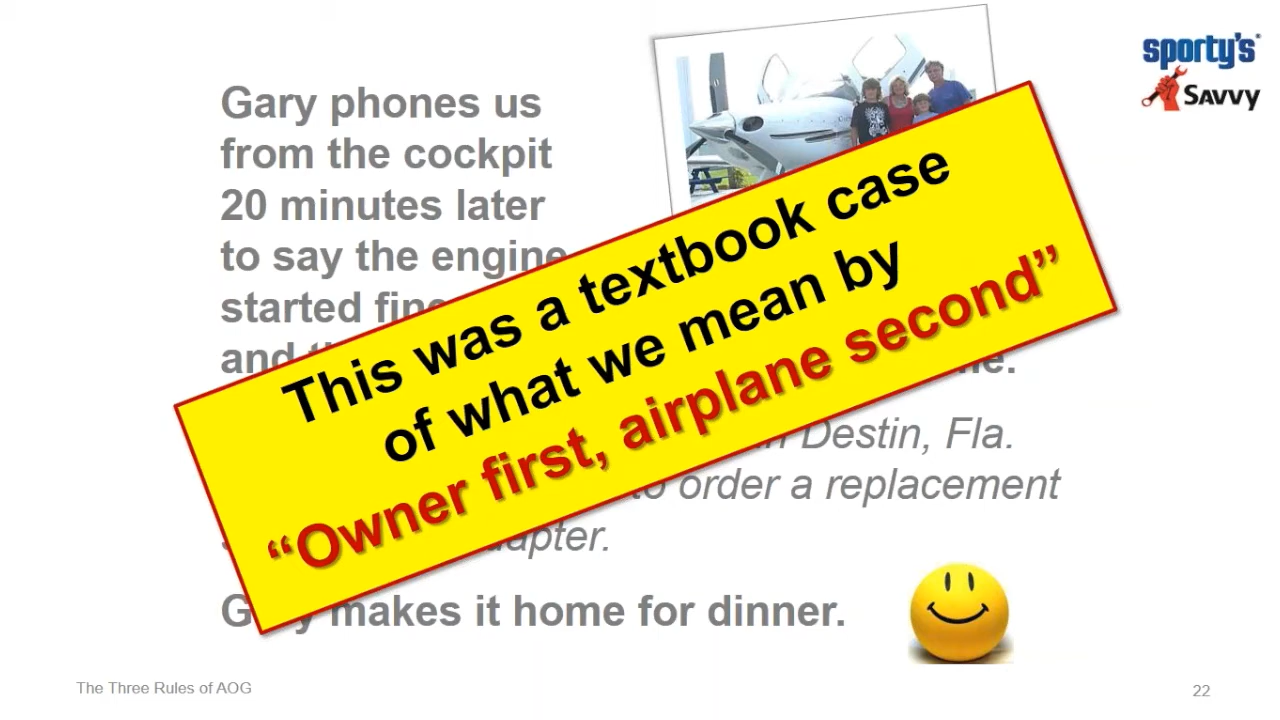 sporty's
Savvy
Gary phones us
from the cockpit
20 minutes later
to say the engine
started fine
and
This was a textbook case
of what we mean by
“Owner first, airplane second”
Destin, Fla.
to order a replacement
makes it home for dinner.
The Three Rules of AOG
22